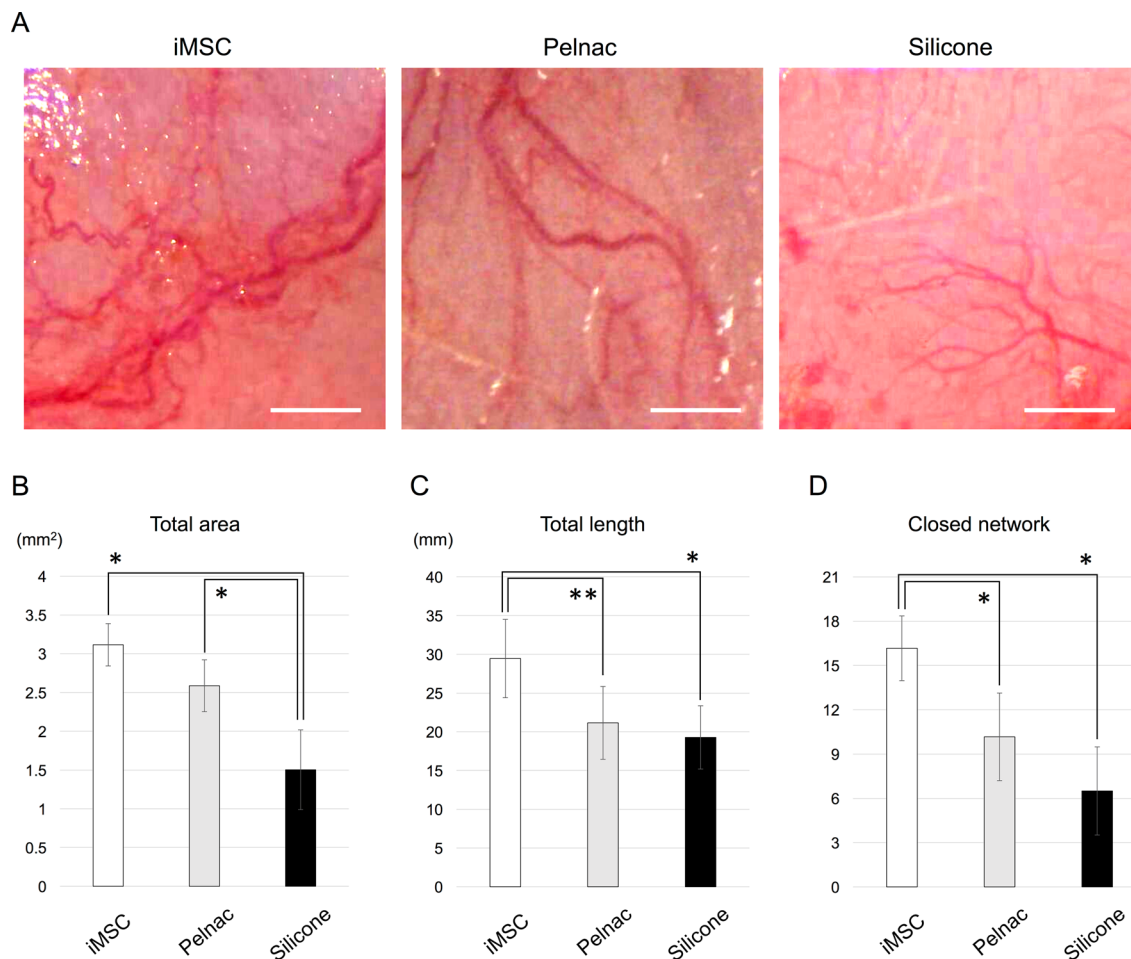 A
iMSC Pelnac Silicone
B C D
Total area Total length Closed network
(mm²) (mm)
* * * ** * *
4
3.5
3
2.5
2
1.5
1
0.5
0
iMSC Pelnac Silicone
40
35
30
25
20
15
10
5
0
iMSC Pelnac Silicone
21
18
15
12
9
6
3
0
iMSC Pelnac Silicone